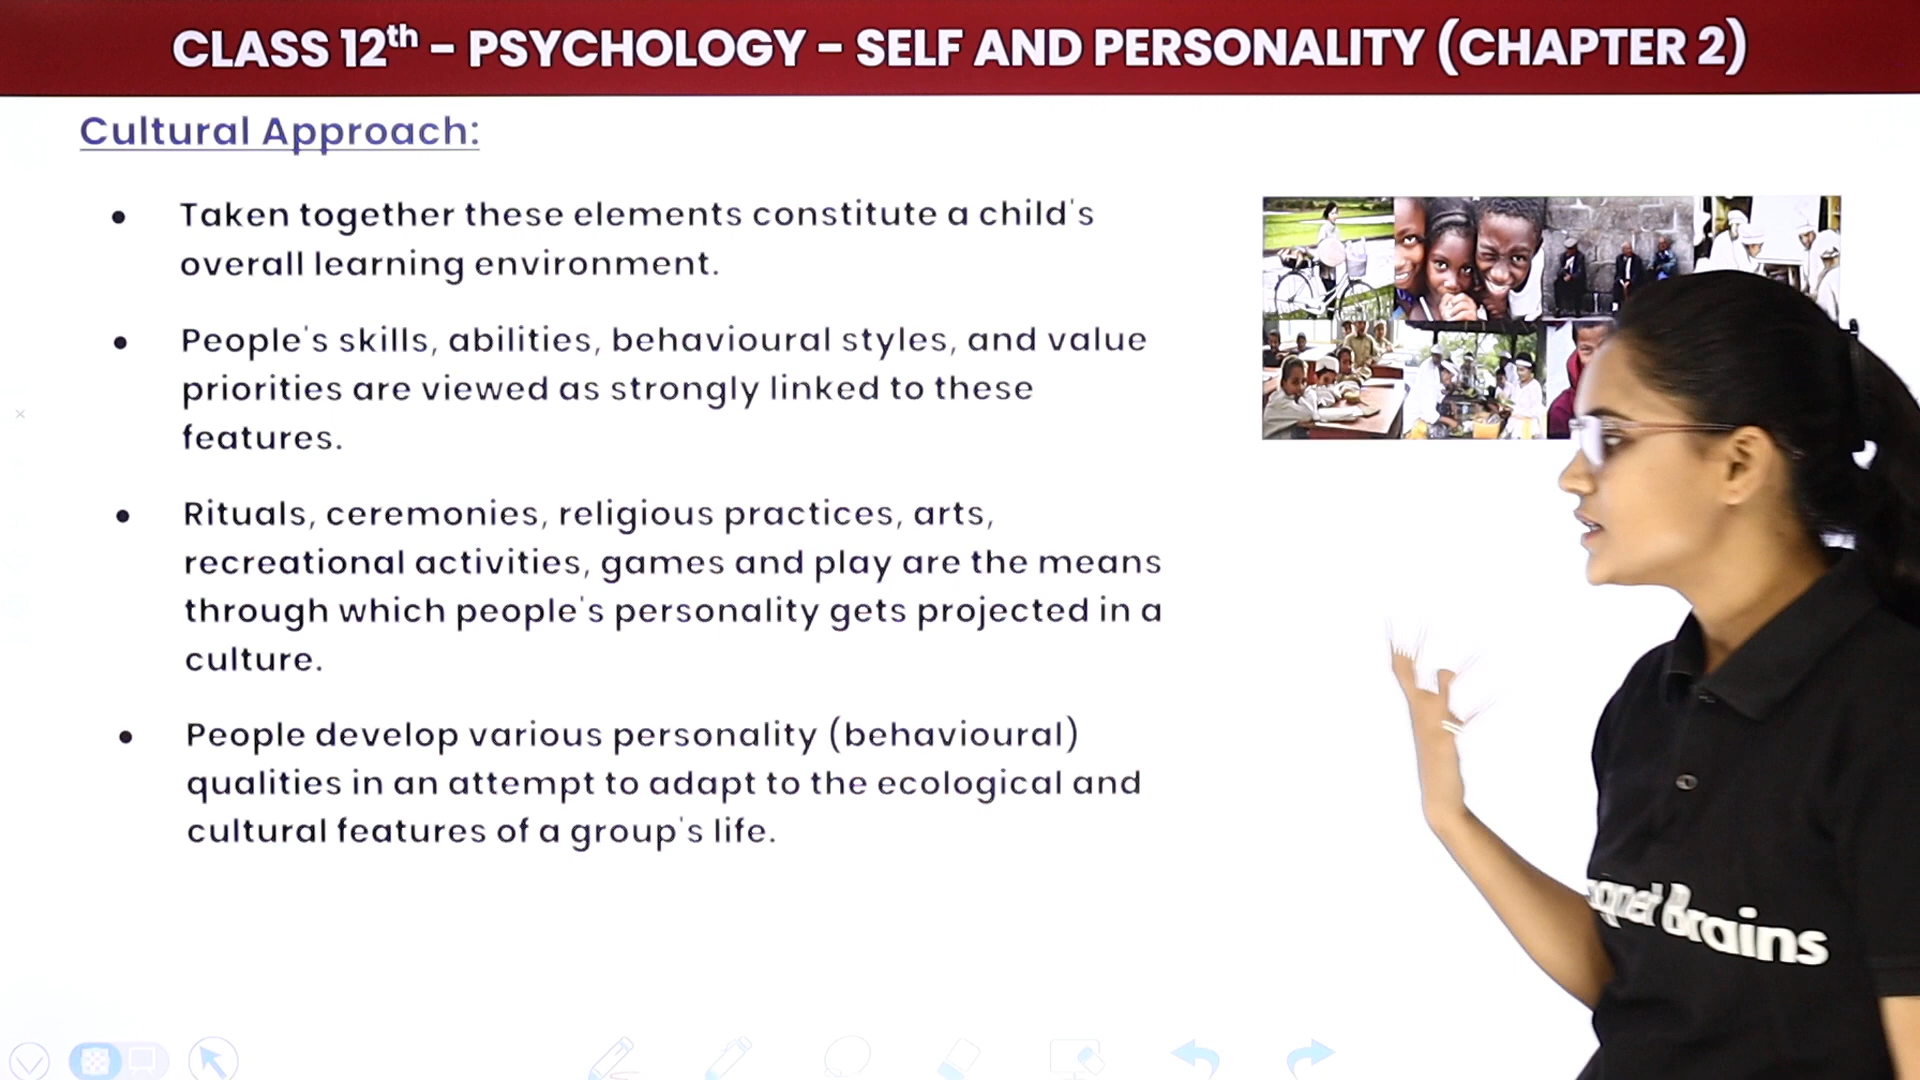 CLASS 12th – PSYCHOLOGY – SELF AND PERSONALITY (CHAPTER 2)
Cultural Approach:
• Taken together these elements constitute a child's
overall learning environment.
• People's skills, abilities, behavioural styles, and value
priorities are viewed as strongly linked to these
features.
• Rituals, ceremonies, religious practices, arts,
recreational activities, games and play are the means
through which people's personality gets projected in a
culture.
• People develop various personality (behavioural)
qualities in an attempt to adapt to the ecological and
cultural features of a group's life.
Brains